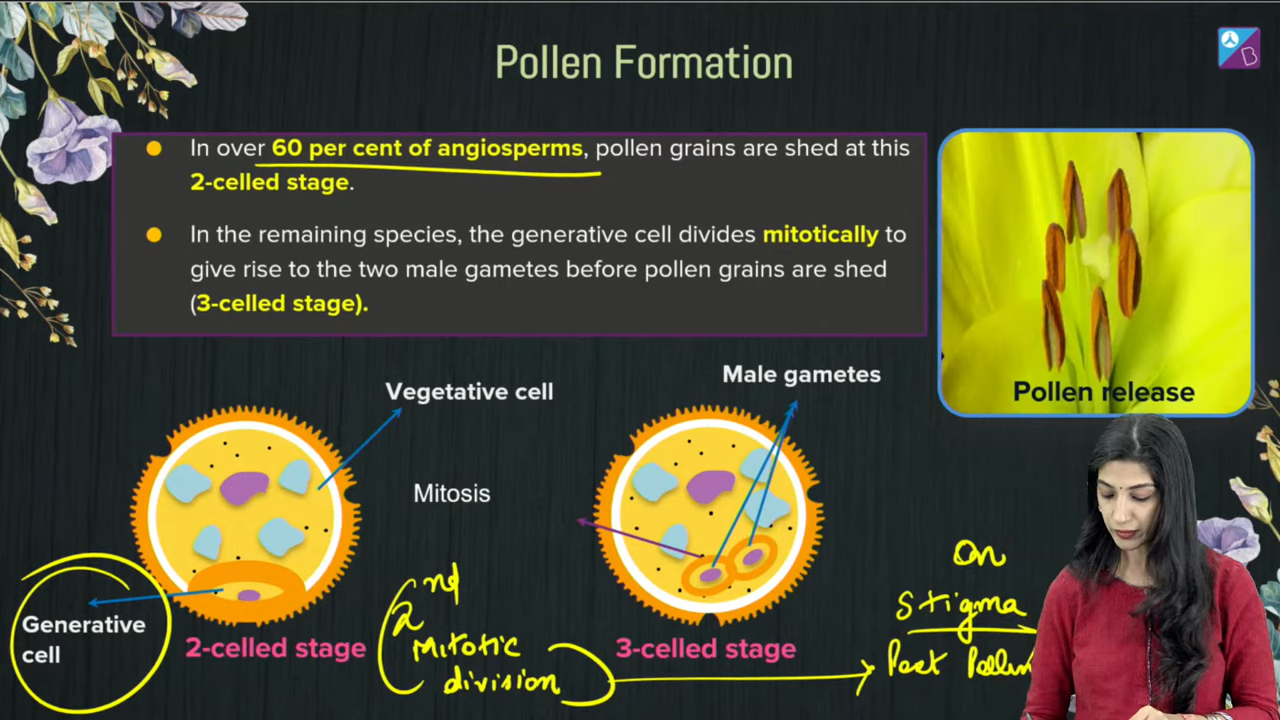 Pollen Formation
B
In over 60 per cent of angiosperms, pollen grains are shed at this
2-celled stage.
In the remaining species, the generative cell divides mitotically to
give rise to the two male gametes before pollen grains are shed
(3-celled stage).
Pollen release
Male gametes
Vegetative cell
Mitosis
Generative
cell
2-celled stage
3-celled stage
2nd
Mitotic
division
on
Stigma
Post Pollin